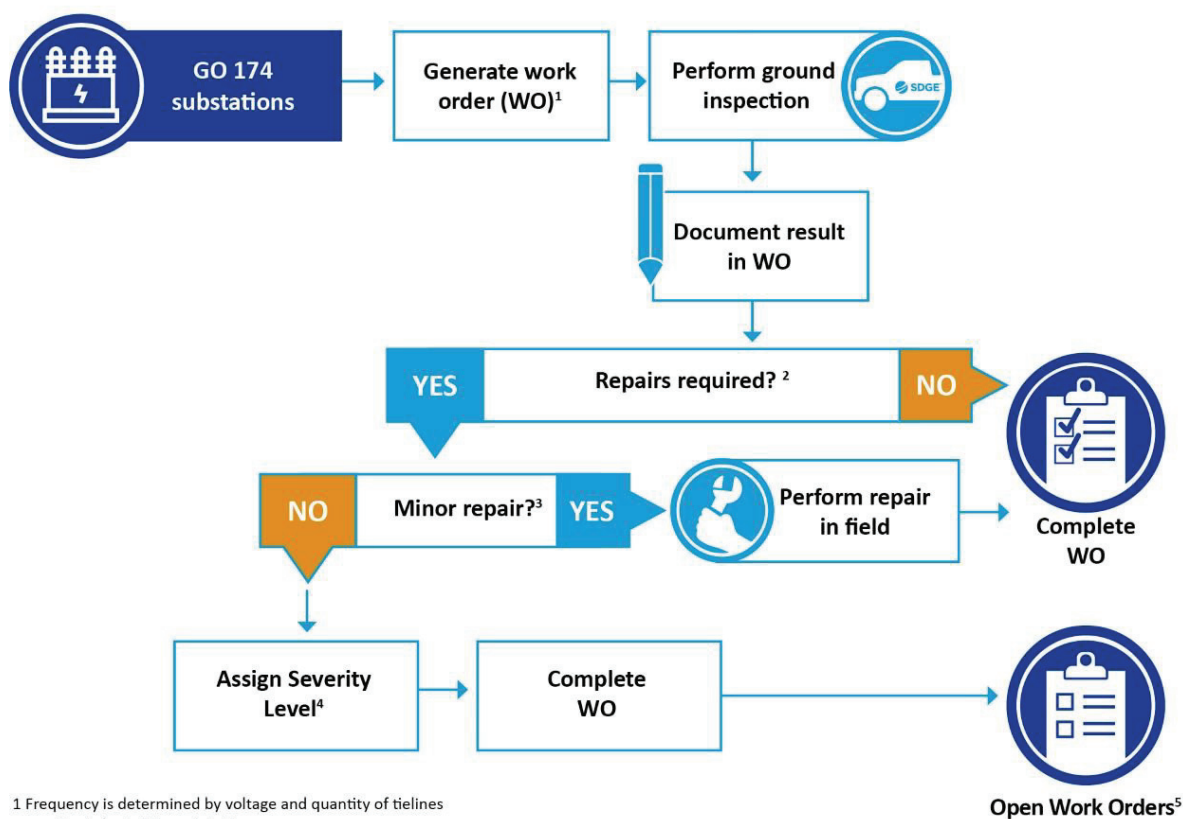 GO 174
substations
Generate work
order (WO)¹
Perform ground
inspection
SDGE
Document result
in WO
YES
Repairs required? ²
NO
NO
Minor repair?³
YES
Perform repair
in field
Complete
WO
Assign Severity
Level⁴
Complete
WO
1 Frequency is determined by voltage and quantity of tielines
Open Work Orders⁵